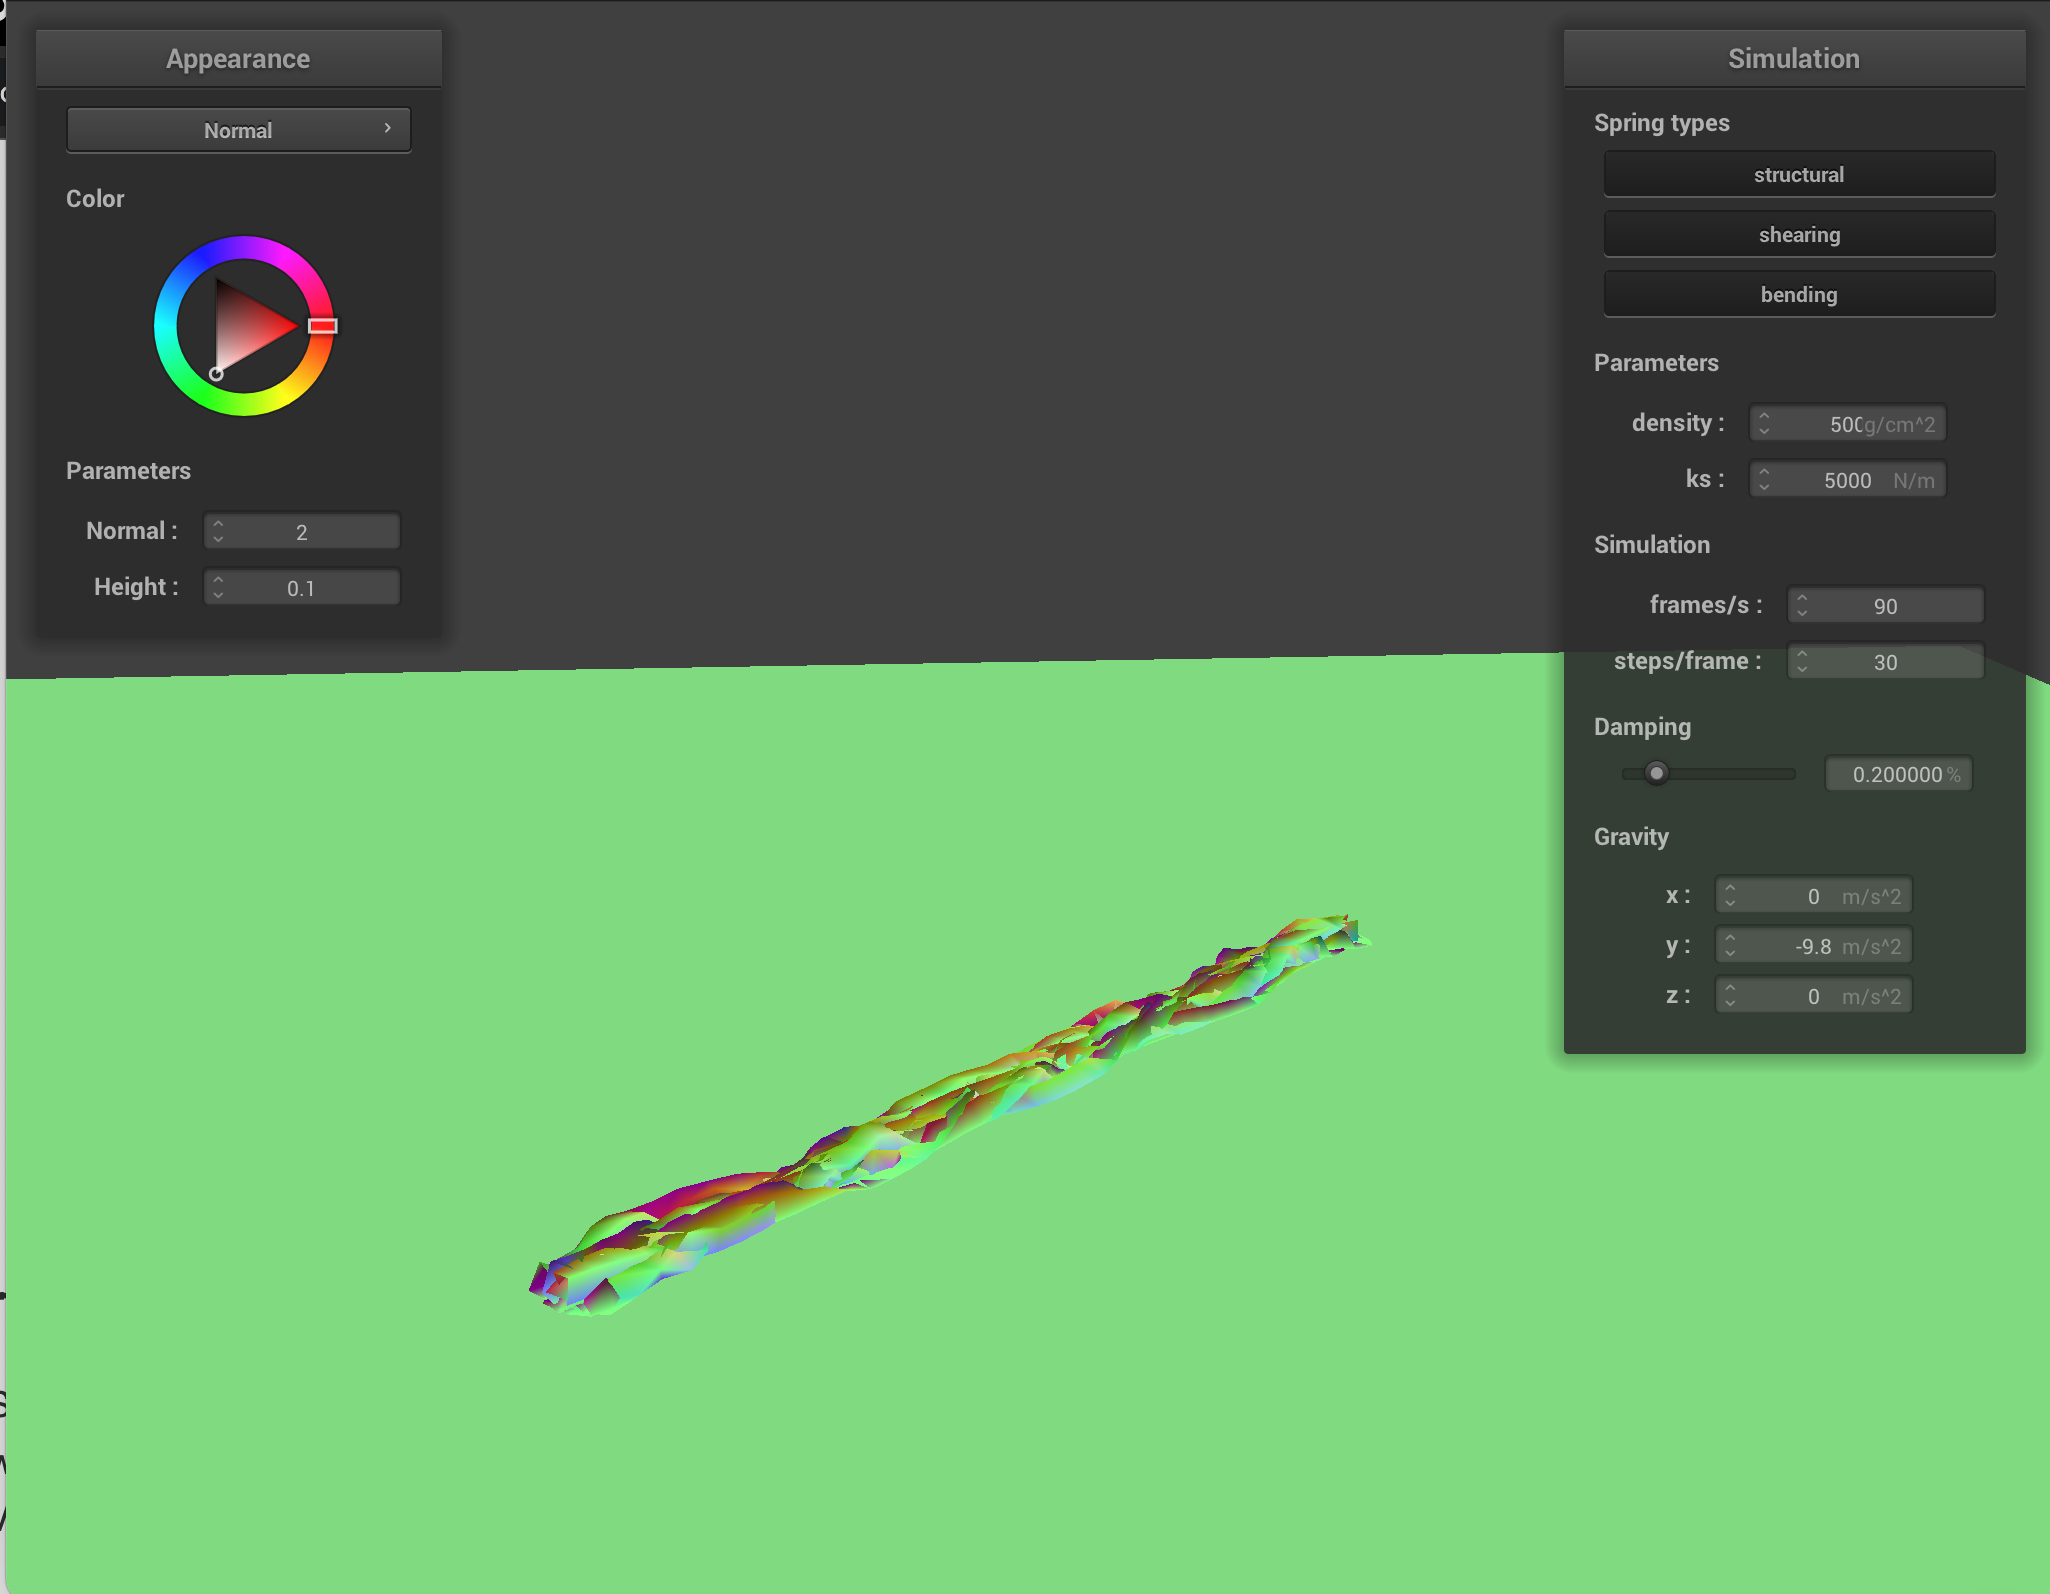 Appearance
Normal
Color
Parameters
Normal : 2
Height : 0.1
Simulation
Spring types
structural
shearing
bending
Parameters
density : 500 g/cm^2
ks : 5000 N/m
Simulation
frames/s : 90
steps/frame : 30
Damping
0.200000 %
Gravity
x : 0 m/s^2
y : -9.8 m/s^2
z : 0 m/s^2